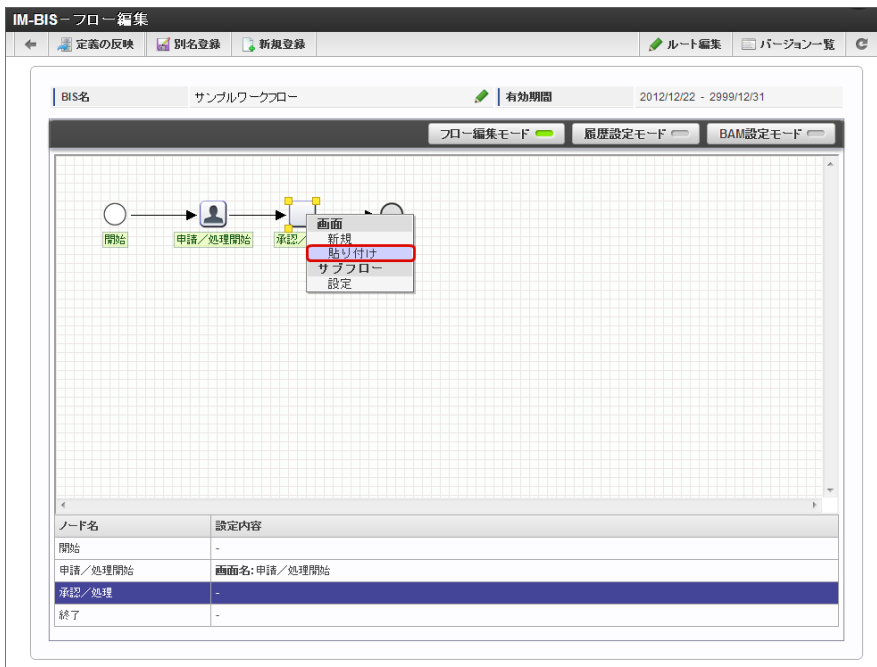 IM-BIS－フロー編集
定義の反映 別名登録 新規登録 ルート編集 バージョン一覧
BIS名 サンプルワークフロー 有効期間 2012/12/22 - 2999/12/31
フロー編集モード 履歴設定モード BAM設定モード
開始 申請／処理開始 承認／
画面
新規
貼り付け
サブフロー
設定
ノード名 設定内容
開始 -
申請／処理開始 画面名:申請／処理開始
承認／処理 -
終了 -